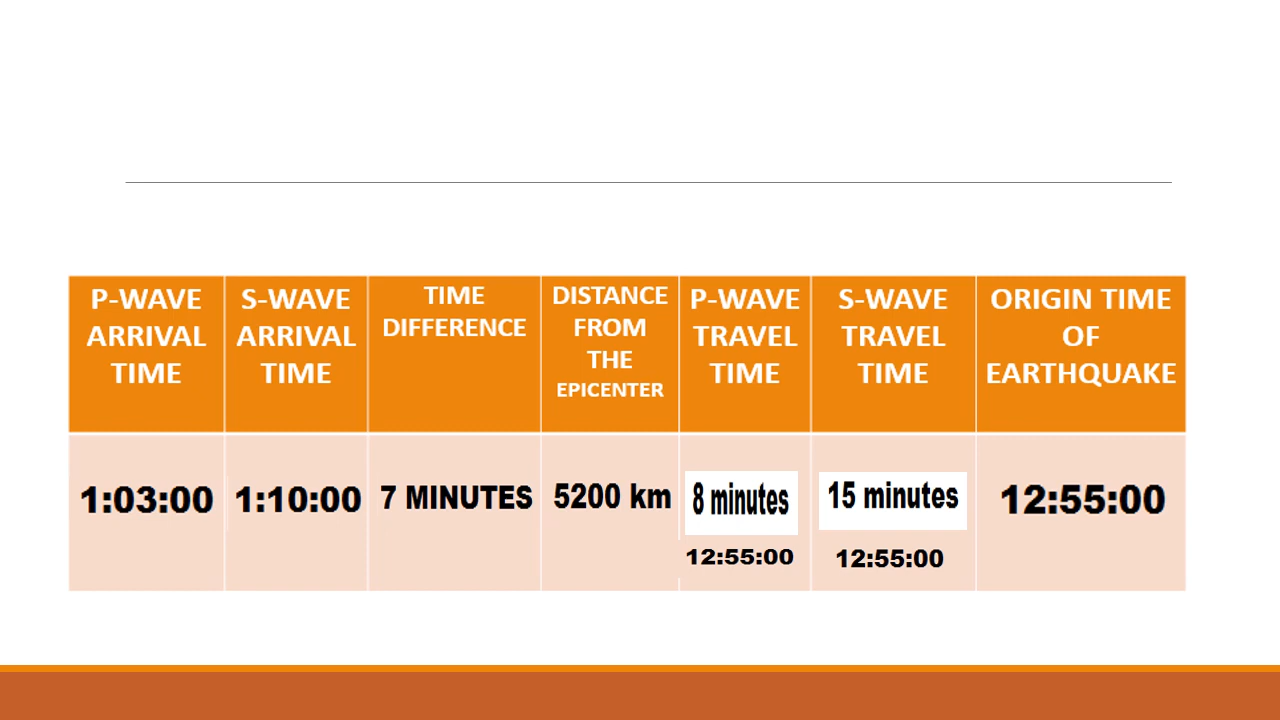 P-WAVE
ARRIVAL
TIME
S-WAVE
ARRIVAL
TIME
TIME
DIFFERENCE
DISTANCE
FROM
THE
EPICENTER
P-WAVE
TRAVEL
TIME
S-WAVE
TRAVEL
TIME
ORIGIN TIME
OF
EARTHQUAKE
1:03:00
1:10:00
7 MINUTES
5200 km
8 minutes
12:55:00
15 minutes
12:55:00
12:55:00